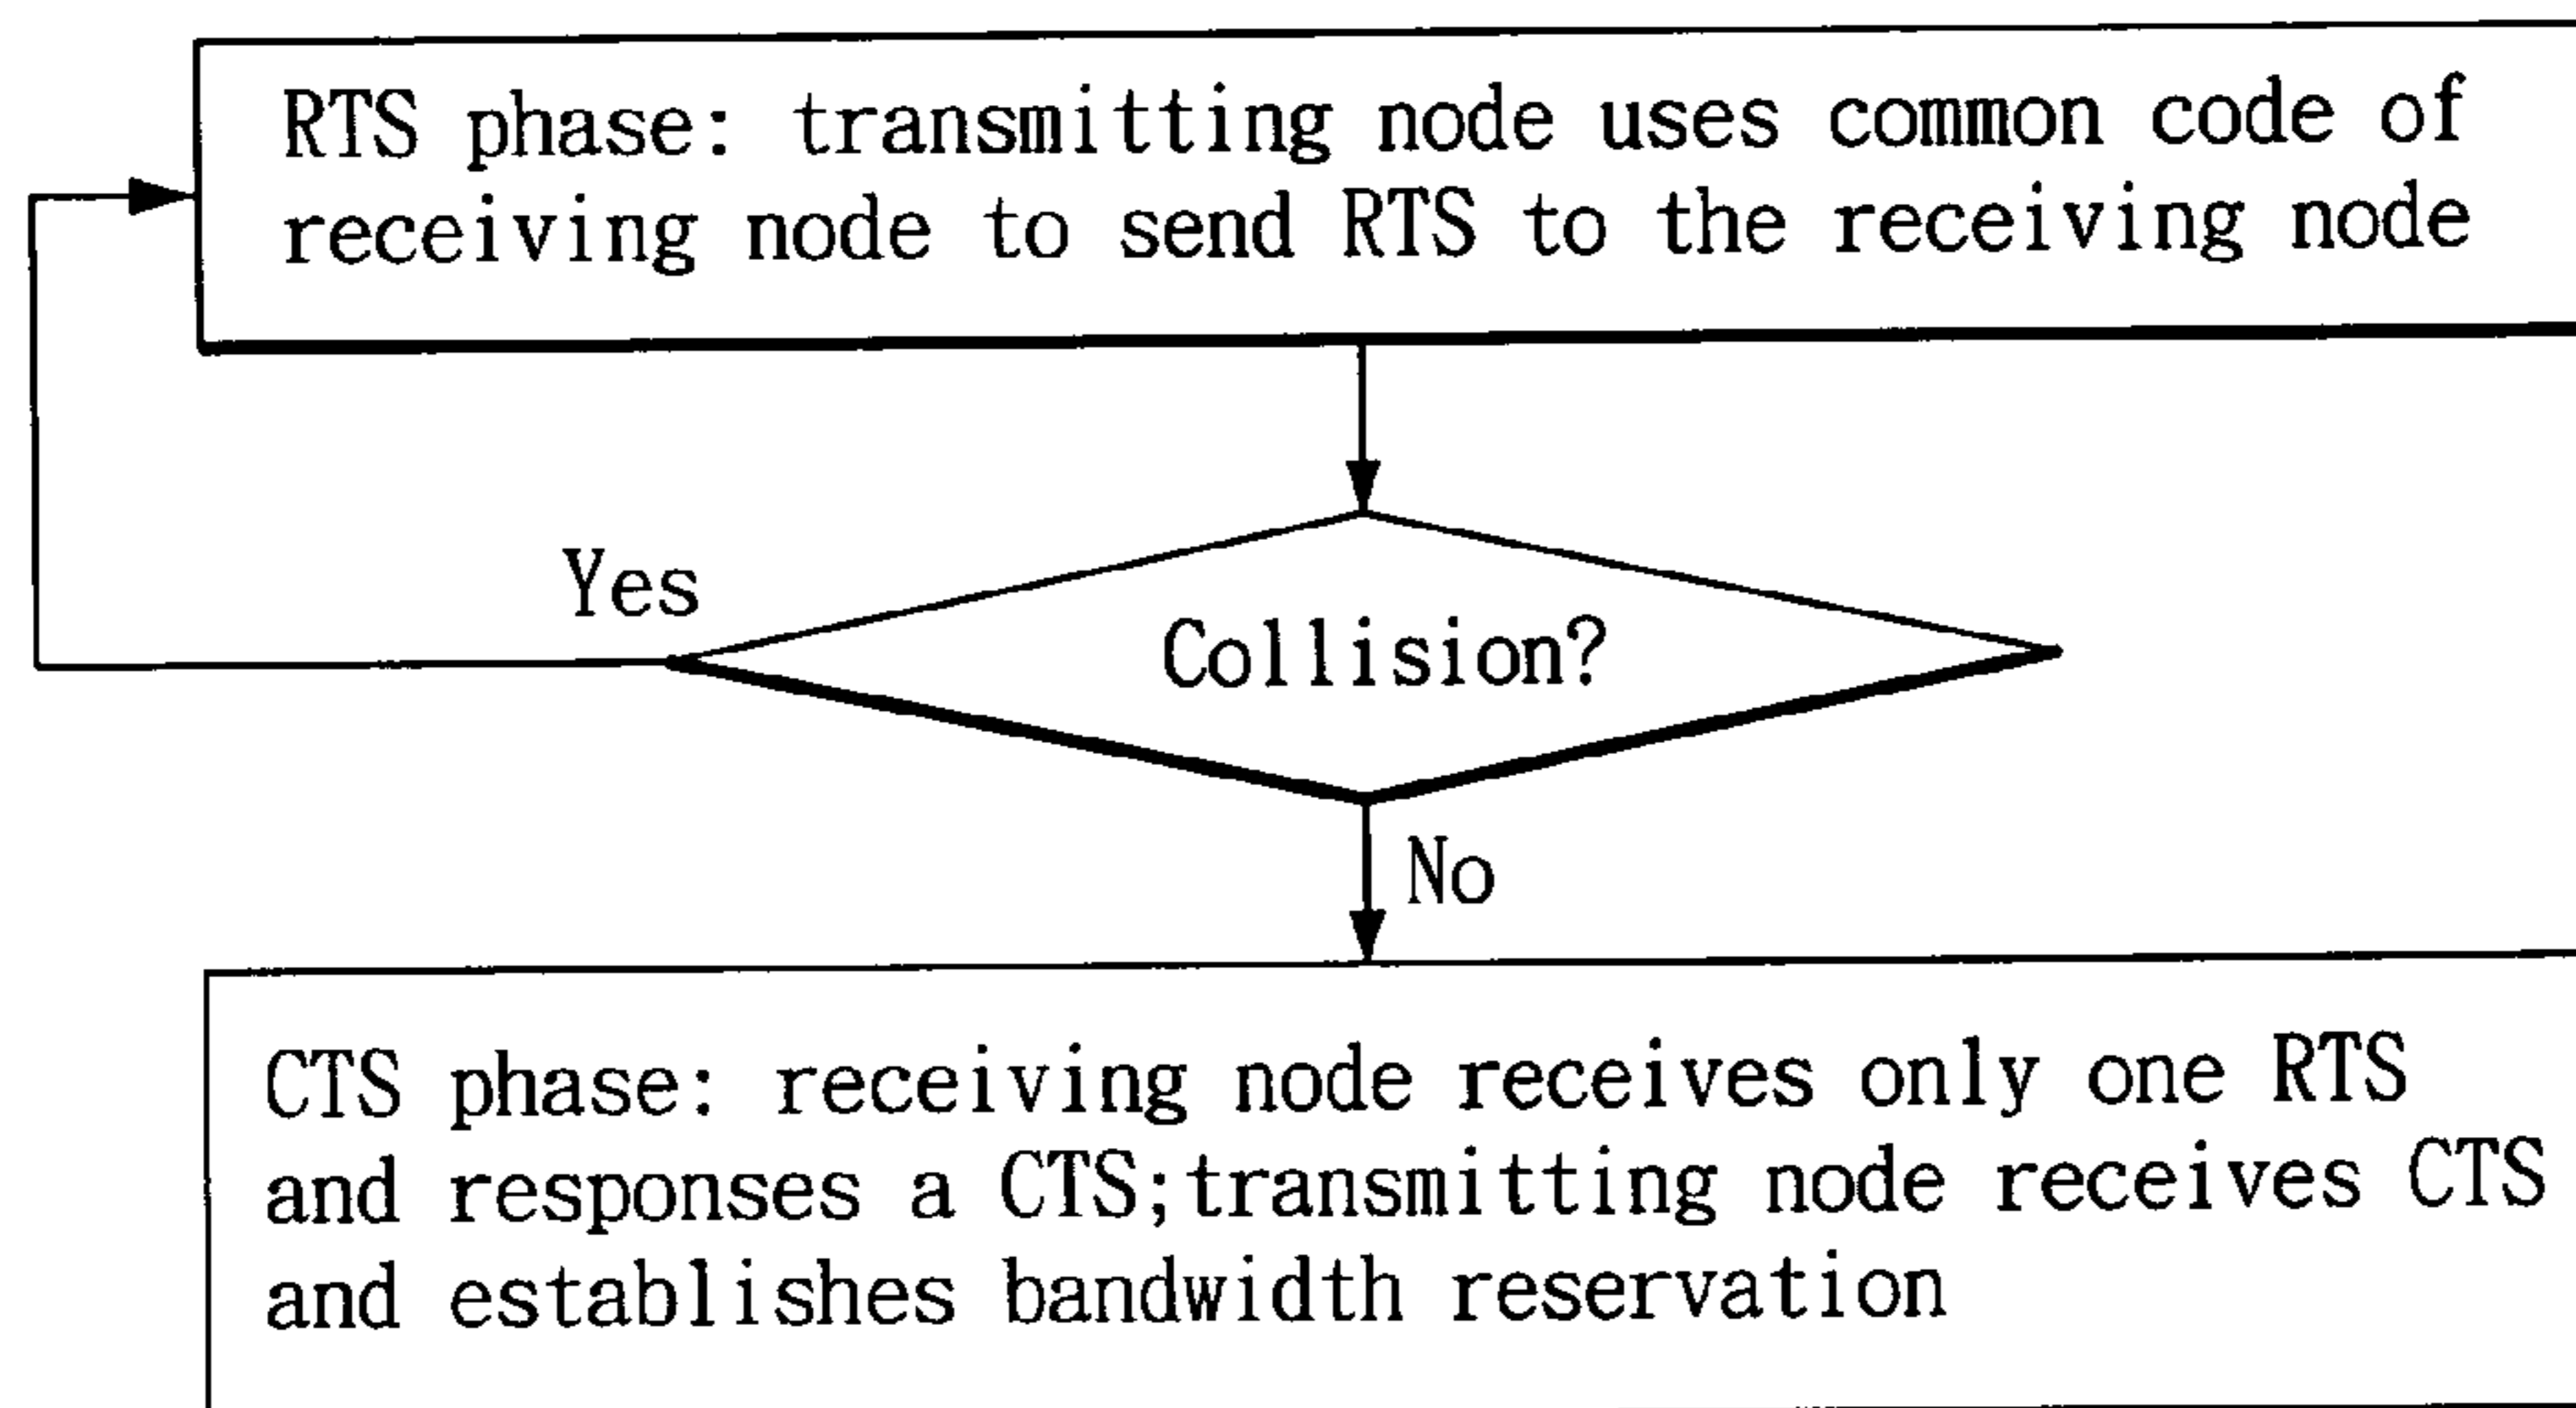 RTS phase: transmitting node uses common code of
receiving node to send RTS to the receiving node
Yes
Collision?
No
CTS phase: receiving node receives only one RTS
and responses a CTS;transmitting node receives CTS
and establishes bandwidth reservation